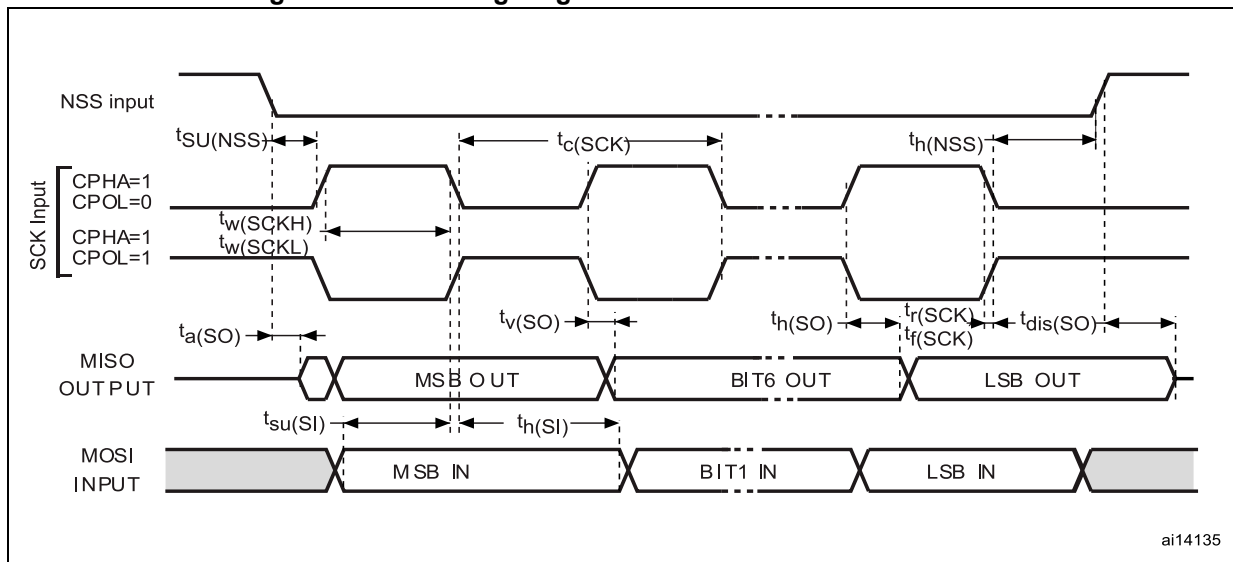 NSS input
tSU(NSS)
tc(SCK)
th(NSS)
SCK Input
CPHA=1
CPOL=0
tw(SCKH)
tw(SCKL)
CPHA=1
CPOL=1
ta(SO)
tv(SO)
th(SO)
tr(SCK)
tf(SCK)
tdis(SO)
MISO
OUTPUT
MSB OUT
BIT6 OUT
LSB OUT
tsu(SI)
th(SI)
MOSI
INPUT
MSB IN
BIT1 IN
LSB IN
ai14135